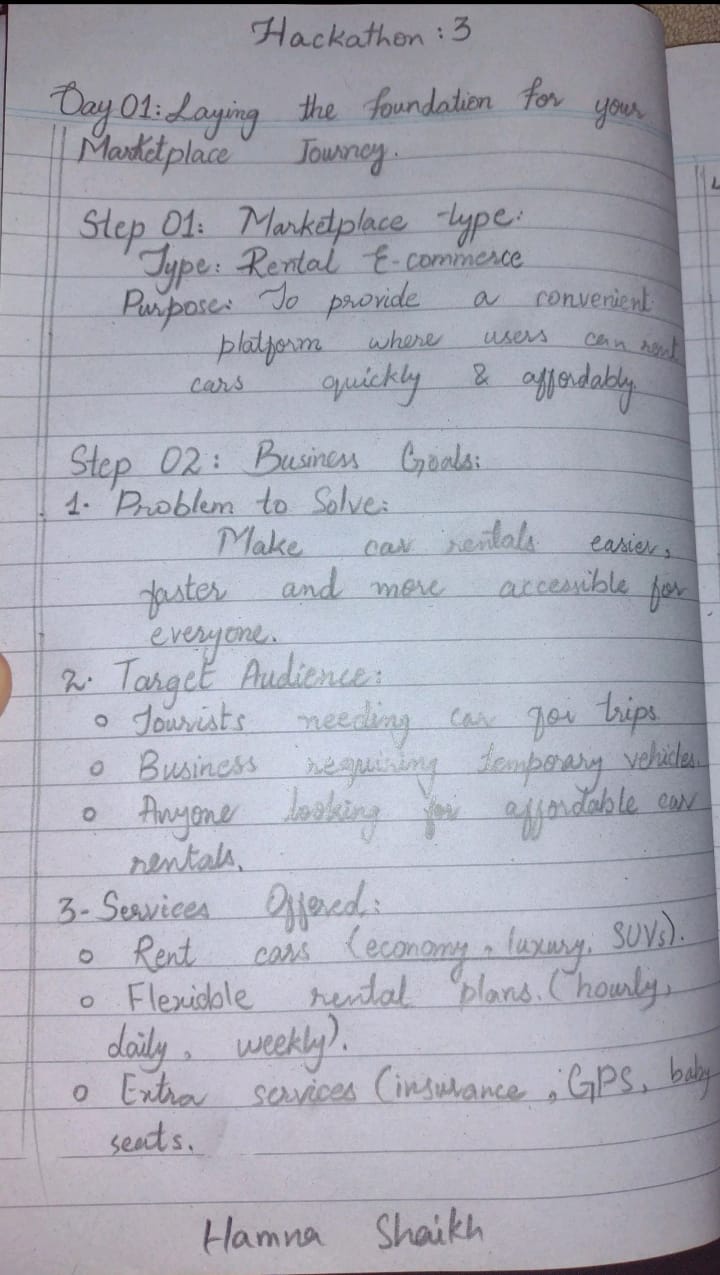 Hackathon : 3
Day 01: Laying the foundation for your
Marketplace Journey.
Step 01: Marketplace type:
Type: Rental E-commerce
Purpose: To provide a convenient
platform where users can rent
cars quickly & affordably.
Step 02: Business Goals:
1. Problem to Solve:
Make car rentals easier,
faster and more accessible for
everyone.
2. Target Audience:
o Tourists needing car for trips.
o Business requiring temporary vehicles.
o Anyone looking for affordable car
rentals.
3- Services Offered:
o Rent cars (economy, luxury, SUVs).
o Flexible rental plans. (hourly,
daily, weekly).
o Extra services (insurance, GPS, baby
seats.
Hamna Shaikh